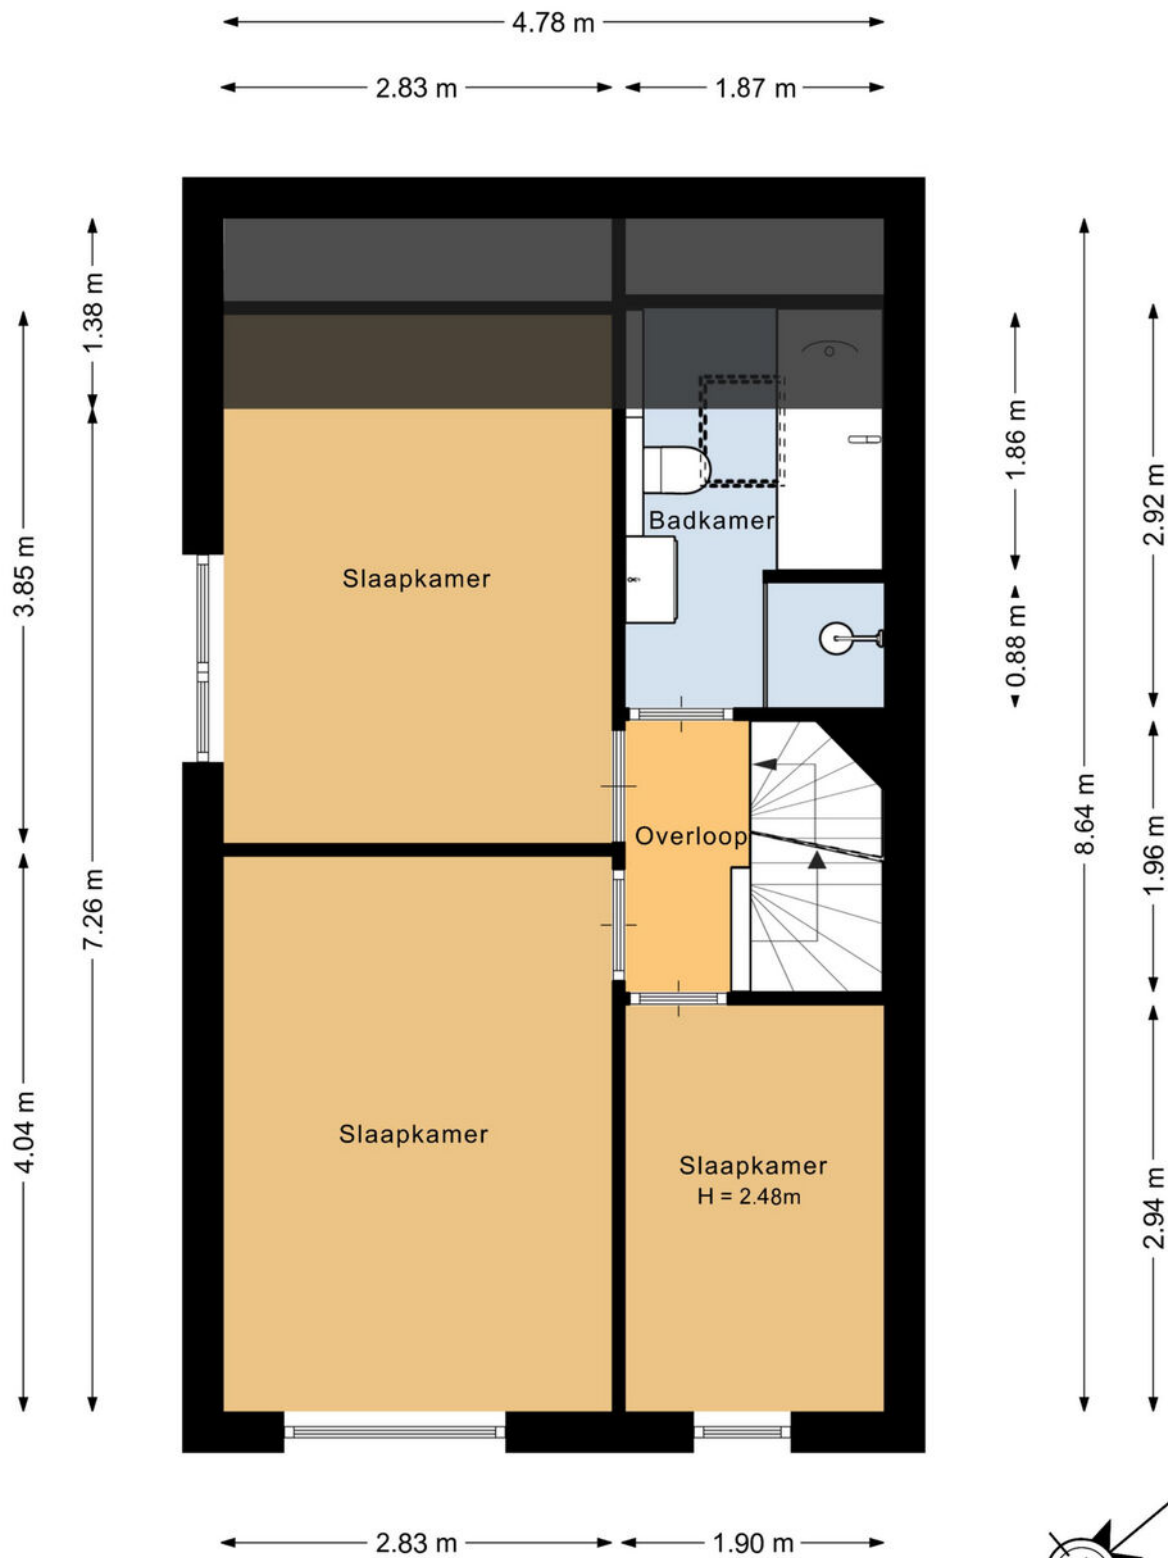 4.78 m
2.83 m
1.87 m
1.38 m
3.85 m
7.26 m
4.04 m
1.86 m
0.88 m
8.64 m
2.92 m
1.96 m
2.94 m
Badkamer
Slaapkamer
Overloop
Slaapkamer
Slaapkamer
H = 2.48m
2.83 m
1.90 m